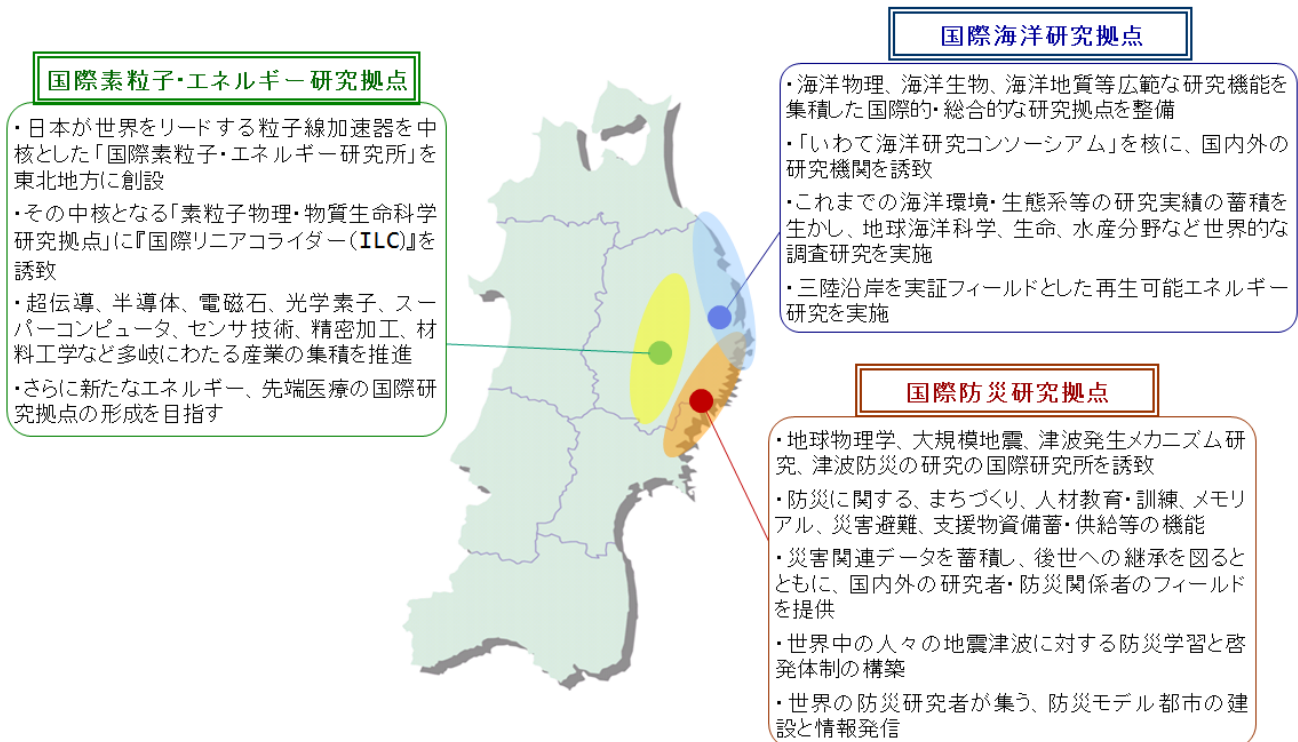 国際素粒子・エネルギー研究拠点
・日本が世界をリードする粒子線加速器を中
核とした「国際素粒子・エネルギー研究所」を
東北地方に創設
・その中核となる「素粒子物理・物質生命科学
研究拠点」に『国際リニアコライダー（ILC）』を
誘致
・超伝導、半導体、電磁石、光学素子、スー
パーコンピュータ、センサ技術、精密加工、材
料工学など多岐にわたる産業の集積を推進
・さらに新たなエネルギー、先端医療の国際研
究拠点の形成を目指す
国際海洋研究拠点
・海洋物理、海洋生物、海洋地質等広範な研究機能を
集積した国際的・総合的な研究拠点を整備
・「いわて海洋研究コンソーシアム」を核に、国内外の
研究機関を誘致
・これまでの海洋環境・生態系等の研究実績の蓄積を
生かし、地球海洋科学、生命、水産分野など世界的な
調査研究を実施
・三陸沿岸を実証フィールドとした再生可能エネルギー
研究を実施
国際防災研究拠点
・地球物理学、大規模地震、津波発生メカニズム研
究、津波防災の研究の国際研究所を誘致
・防災に関する、まちづくり、人材教育・訓練、メモリ
アル、災害避難、支援物資備蓄・供給等の機能
・災害関連データを蓄積し、後世への継承を図ると
ともに、国内外の研究者・防災関係者のフィールド
を提供
・世界中の人々の地震津波に対する防災学習と啓
発体制の構築
・世界の防災研究者が集う、防災モデル都市の建
設と情報発信